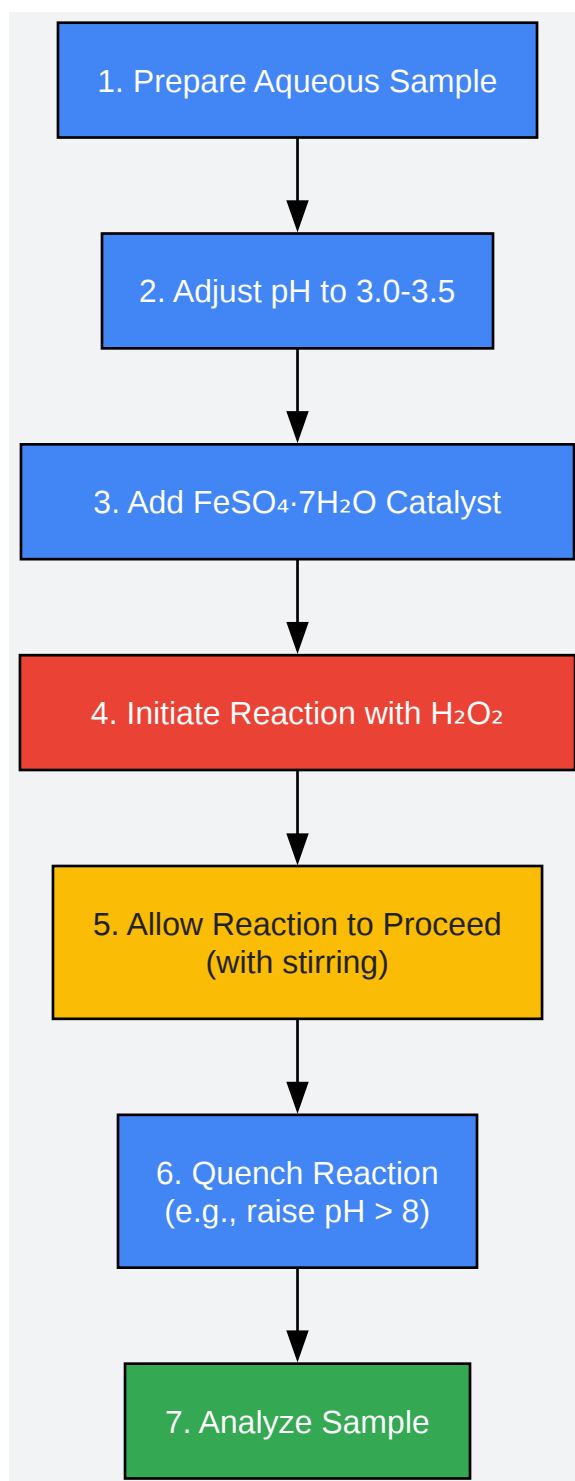 1. Prepare Aqueous Sample
2. Adjust pH to 3.0-3.5
3. Add FeSO₄·7H₂O Catalyst
4. Initiate Reaction with H₂O₂
5. Allow Reaction to Proceed
(with stirring)
6. Quench Reaction
(e.g., raise pH > 8)
7. Analyze Sample